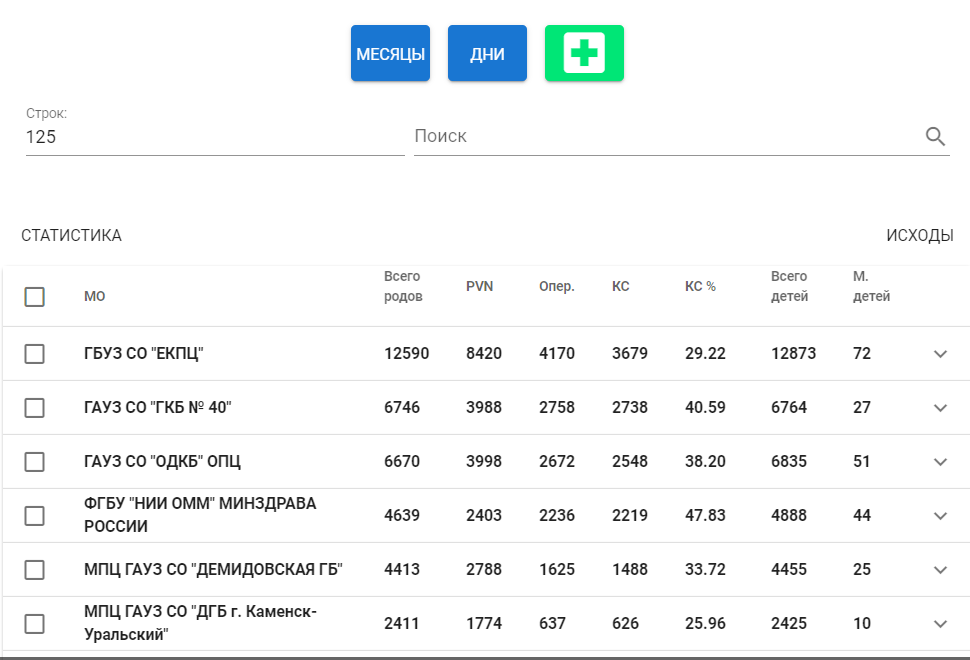 МЕСЯЦЫ ДНИ
Строк:
125 Поиск
СТАТИСТИКА ИСХОДЫ
МО Всего родов PVN Опер. КС КС % Всего детей М. детей
ГБУЗ СО "ЕКПЦ" 12590 8420 4170 3679 29.22 12873 72
ГАУЗ СО "ГКБ № 40" 6746 3988 2758 2738 40.59 6764 27
ГАУЗ СО "ОДКБ" ОПЦ 6670 3998 2672 2548 38.20 6835 51
ФГБУ "НИИ ОММ" МИНЗДРАВА
РОССИИ 4639 2403 2236 2219 47.83 4888 44
МПЦ ГАУЗ СО "ДЕМИДОВСКАЯ ГБ" 4413 2788 1625 1488 33.72 4455 25
МПЦ ГАУЗ СО "ДГБ г. Каменск-
Уральский" 2411 1774 637 626 25.96 2425 10